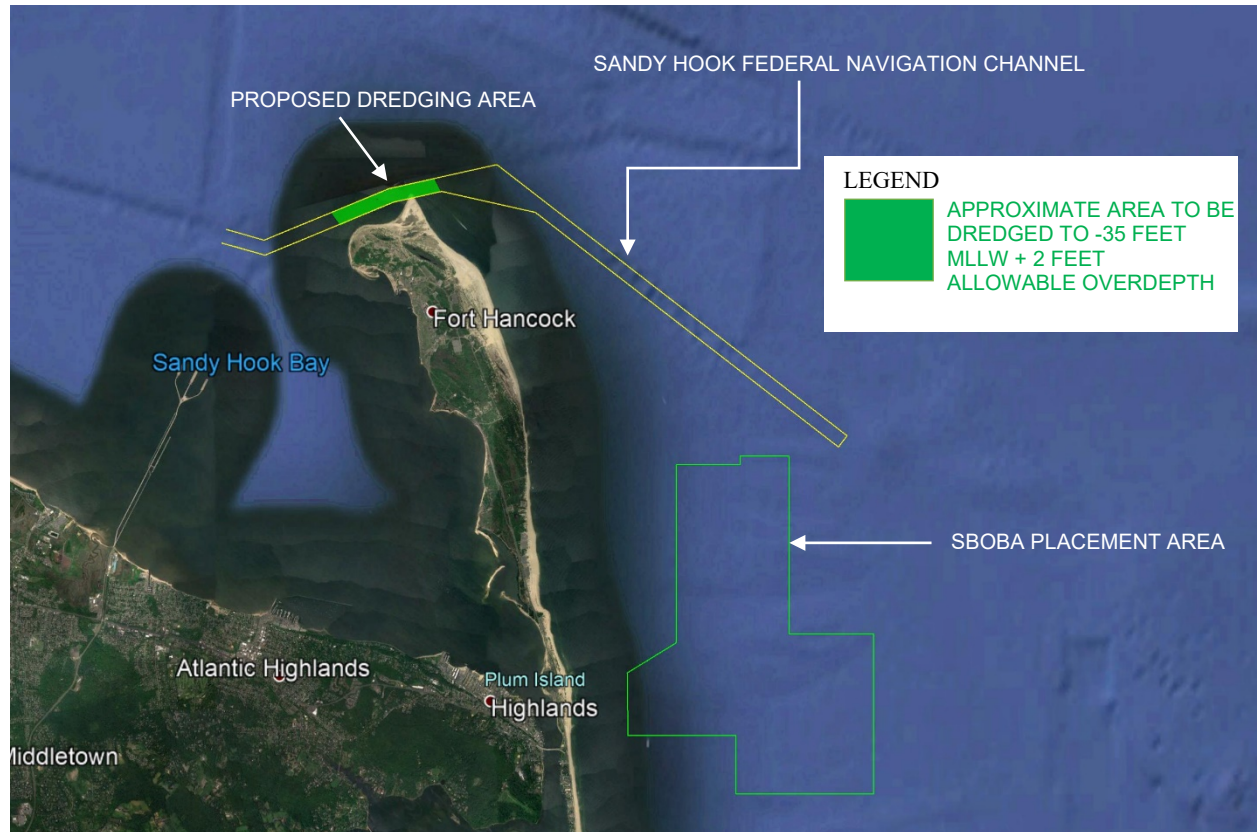 SANDY HOOK FEDERAL NAVIGATION CHANNEL
PROPOSED DREDGING AREA
LEGEND
APPROXIMATE AREA TO BE
DREDGED TO -35 FEET
MLLW + 2 FEET
ALLOWABLE OVERDEPTH
Fort Hancock
Sandy Hook Bay
SBOBA PLACEMENT AREA
Atlantic Highlands
Plum Island
Highlands
Middletown